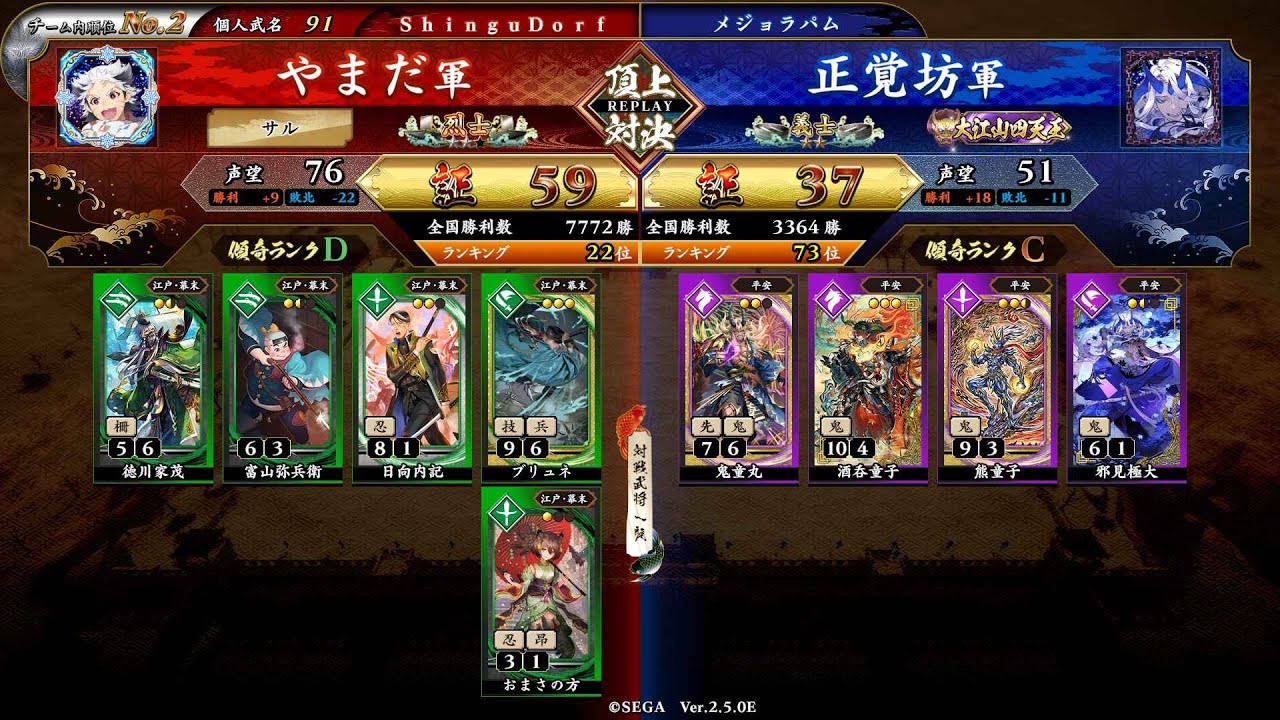 チーム内順位 No.2 個人武名 91 ShinguDorf
メジョラパム
やまだ軍
サル
烈士
頂上
REPLAY
対決
正覚坊軍
義士
大江山四天王
声望 76
勝利 +9 敗北 -22
証 59
証 37
声望 51
勝利 +18 敗北 -11
全国勝利数 7772勝
全国勝利数 3364勝
傾奇ランクD
ランキング 22位
ランキング 73位
傾奇ランクC
江戸・幕末
柵
5 6
徳川家茂
江戸・幕末
6 3
富山弥兵衛
江戸・幕末
忍
8 1
日向内記
江戸・幕末
技 兵
9 6
ブリュネ
江戸・幕末
忍 昂
3 1
おまさの方
対戦武将一覧
平安
先 鬼
7 6
鬼童丸
平安
鬼
10 4
酒呑童子
平安
鬼
9 3
熊童子
平安
鬼
6 1
邪見極大
©SEGA Ver.2.5.0E